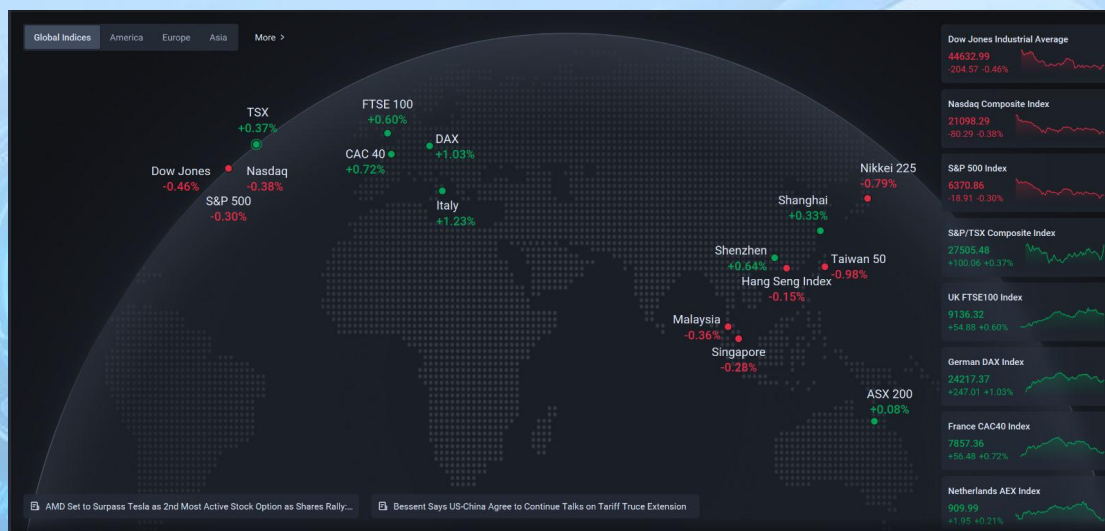 Global Indices America Europe Asia More >
TSX
+0.37%
Dow Jones
-0.46%
Nasdaq
-0.38%
S&P 500
-0.30%
FTSE 100
+0.60%
CAC 40
+0.72%
DAX
+1.03%
Italy
+1.23%
Nikkei 225
-0.79%
Shanghai
+0.33%
Shenzhen
+0.64%
Taiwan 50
-0.98%
Hang Seng Index
-0.15%
Malaysia
-0.36%
Singapore
-0.28%
ASX 200
+0.08%
AMD Set to Surpass Tesla as 2nd Most Active Stock Option as Shares Rally:...
Bessent Says US-China Agree to Continue Talks on Tariff Truce Extension
Dow Jones Industrial Average
44632.99
-204.57 -0.46%
Nasdaq Composite Index
21098.29
-80.29 -0.38%
S&P 500 Index
6370.86
-18.91 -0.30%
S&P/TSX Composite Index
27505.48
+100.06 +0.37%
UK FTSE100 Index
9136.32
+54.88 +0.60%
German DAX Index
24217.37
+247.01 +1.03%
France CAC40 Index
7857.36
+56.48 +0.72%
Netherlands AEX Index
909.99
+1.95 +0.21%